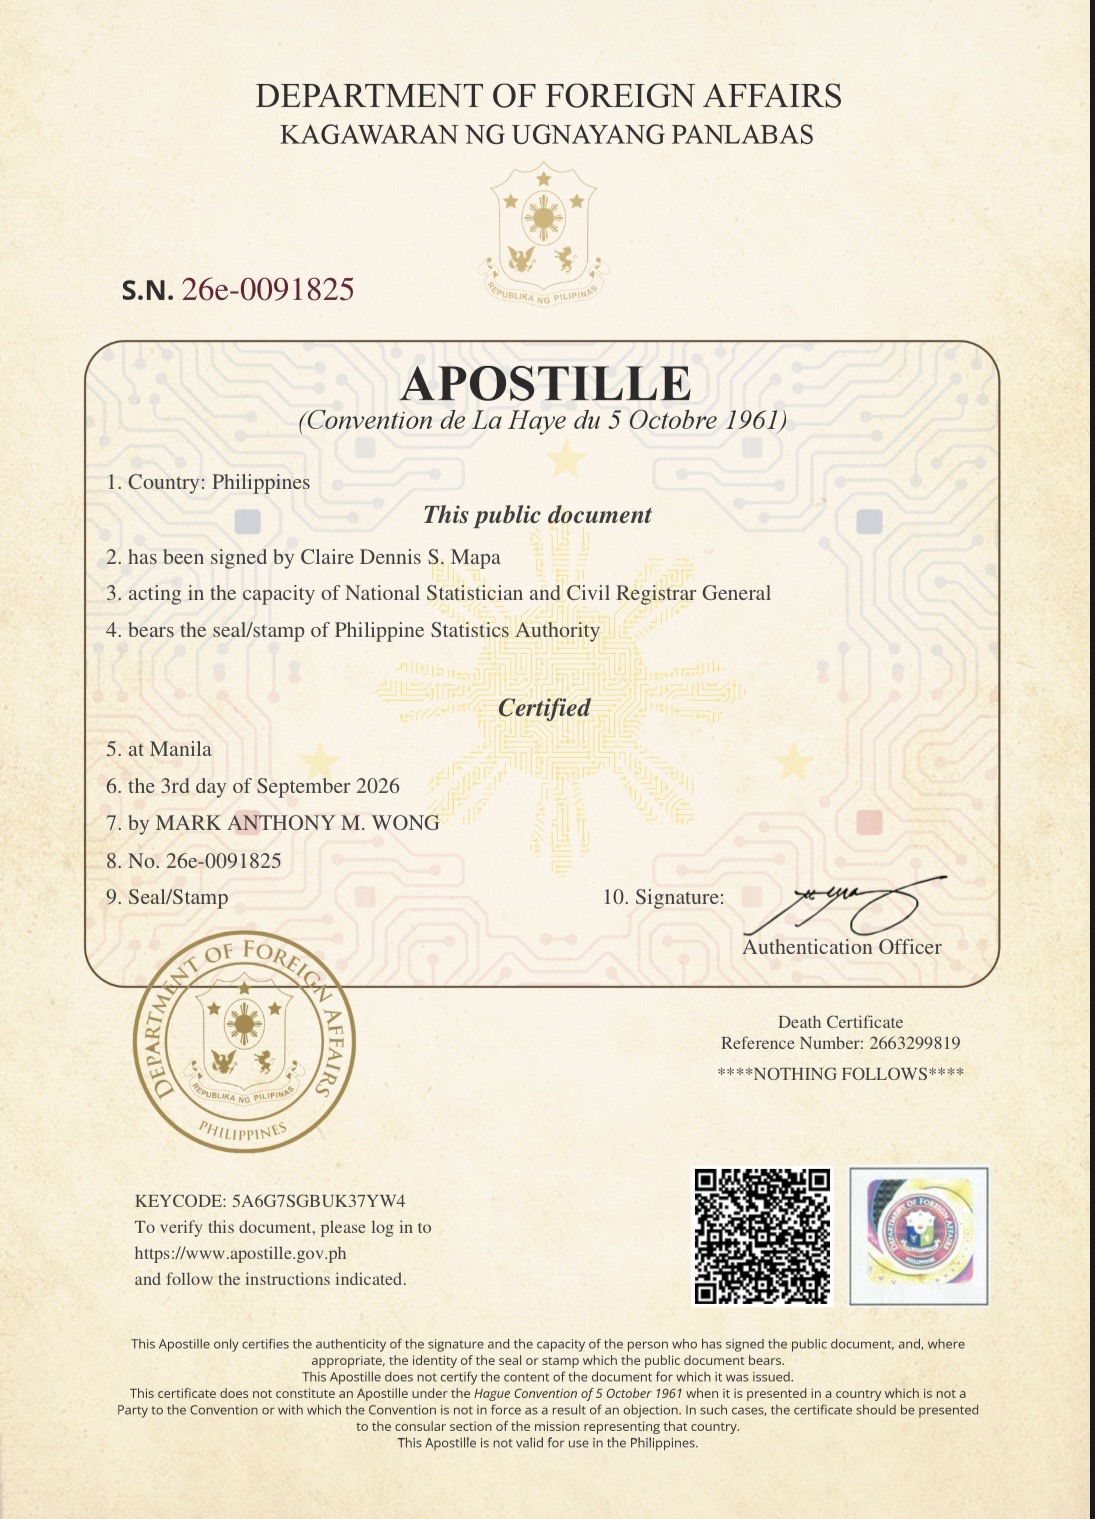 DEPARTMENT OF FOREIGN AFFAIRS
KAGAWARAN NG UGNAYANG PANLABAS
REPUBLIKA NG PILIPINAS
S.N. 26e-0091825
APOSTILLE
(Convention de La Haye du 5 Octobre 1961)
1. Country: Philippines
This public document
2. has been signed by Claire Dennis S. Mapa
3. acting in the capacity of National Statistician and Civil Registrar General
4. bears the seal/stamp of Philippine Statistics Authority
Certified
5. at Manila
6. the 3rd day of September 2026
7. by MARK ANTHONY M. WONG
8. No. 26e-0091825
9. Seal/Stamp
10. Signature:
Authentication Officer
DEPARTMENT OF FOREIGN AFFAIRS
REPUBLIKA NG PILIPINAS
PHILIPPINES
Death Certificate
Reference Number: 2663299819
****NOTHING FOLLOWS****
KEYCODE: 5A6G7SGBUK37YW4
To verify this document, please log in to
https://www.apostille.gov.ph
and follow the instructions indicated.
DEPARTMENT OF FOREIGN AFFAIRS
PHILIPPINES
This Apostille only certifies the authenticity of the signature and the capacity of the person who has signed the public document, and, where
appropriate, the identity of the seal or stamp which the public document bears.
This Apostille does not certify the content of the document for which it was issued.
This certificate does not constitute an Apostille under the Hague Convention of 5 October 1961 when it is presented in a country which is not a
Party to the Convention or with which the Convention is not in force as a result of an objection. In such cases, the certificate should be presented
to the consular section of the mission representing that country.
This Apostille is not valid for use in the Philippines.